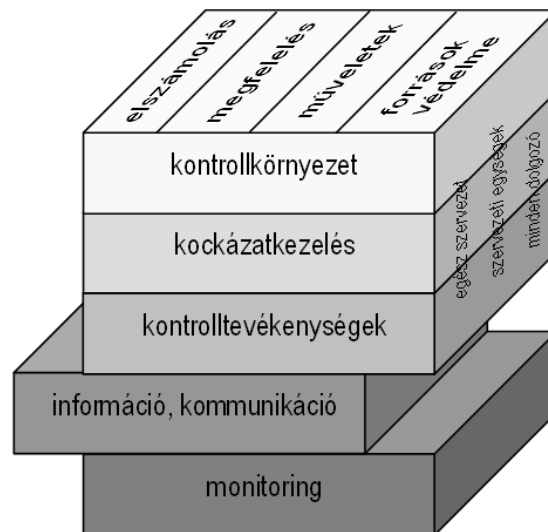 elszámolás
megfelelés
műveletek
források
védelme
kontrollkörnyezet
kockázatkezelés
kontrolltevékenységek
információ, kommunikáció
monitoring
egész szervezet
szervezeti egységek
minden dolgozó